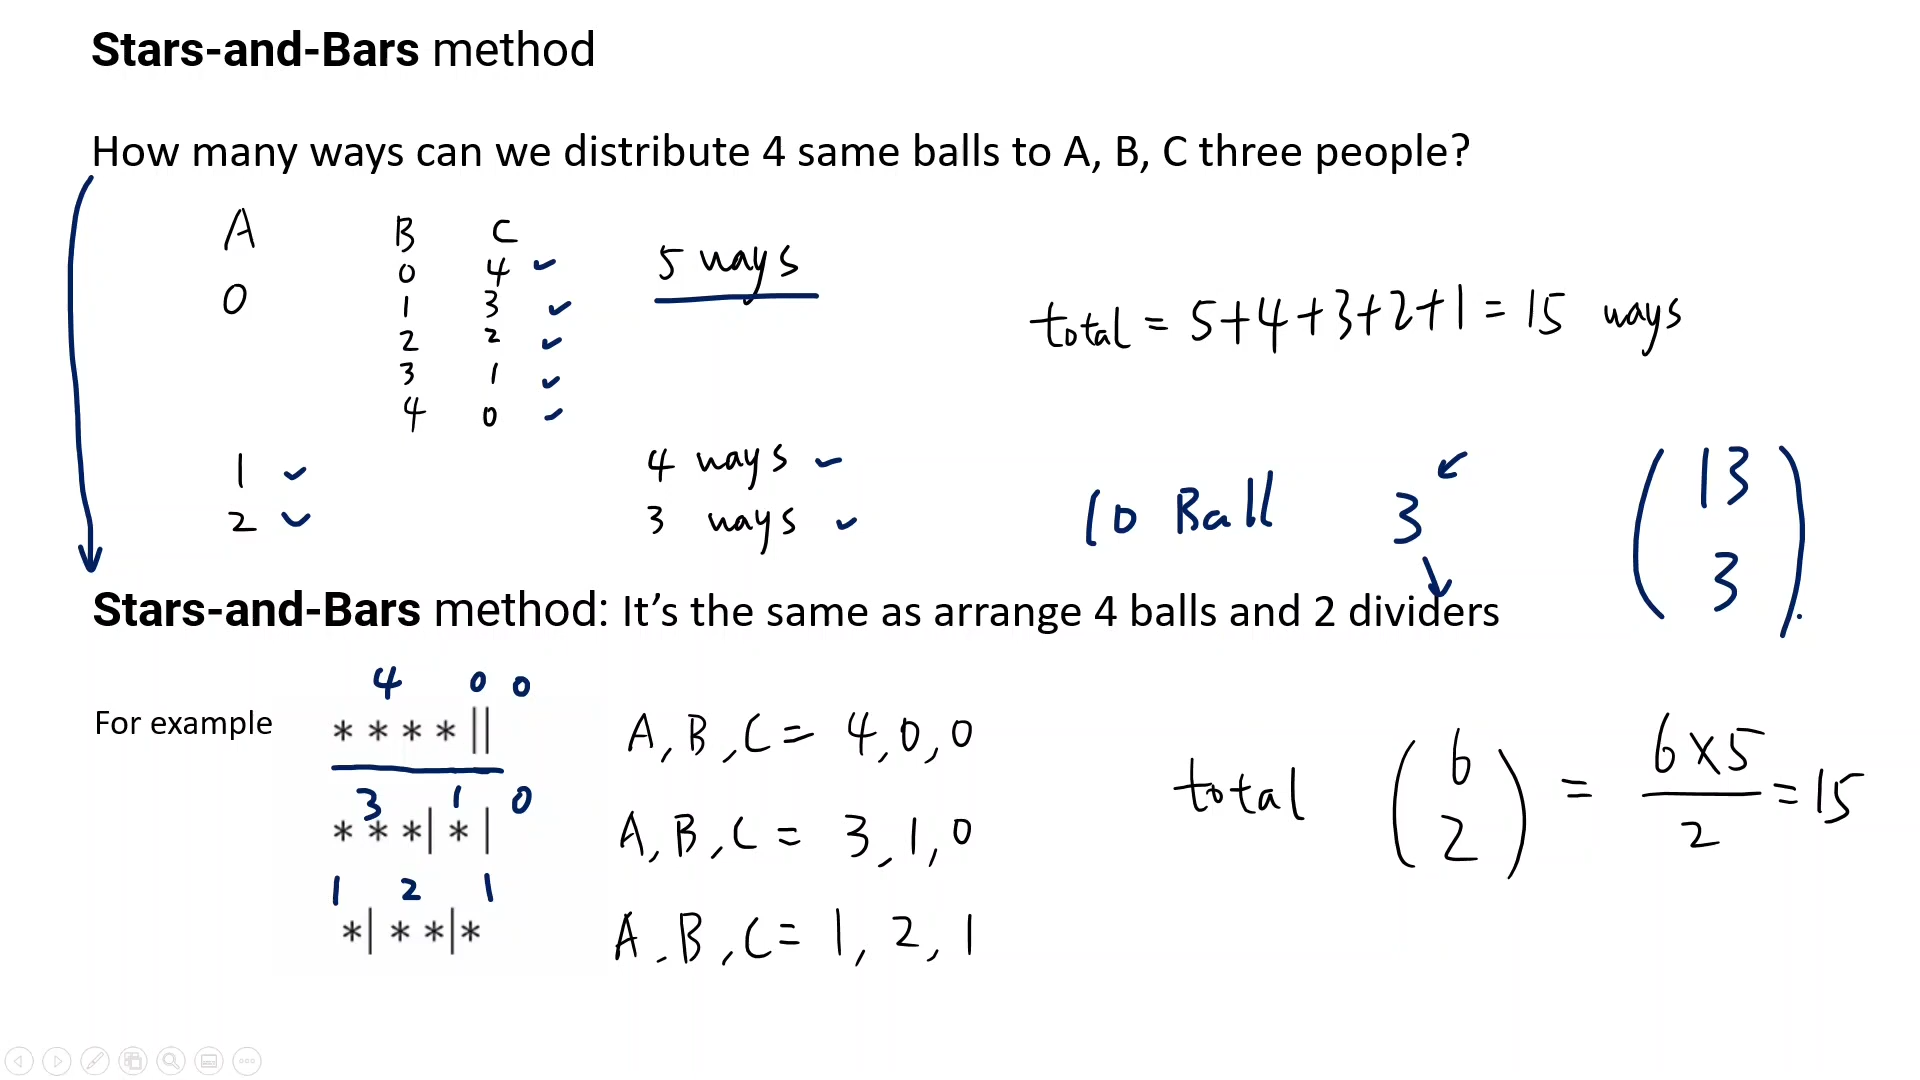 Stars-and-Bars method
How many ways can we distribute 4 same balls to A, B, C three people?
A B C
0 4
0 1 3
2 2
3 1
4 0
5 ways
total = 5+4+3+2+1 = 15 ways
1 4 ways
2 3 ways
10 Ball 3
( 13
3 )
Stars-and-Bars method: It’s the same as arrange 4 balls and 2 dividers
For example
4 0 0
* * * * || A, B, C = 4, 0, 0
3 1 0
* * *| * | A, B, C = 3, 1, 0
1 2 1
*| * *|* A, B, C = 1, 2, 1
total ( 6
2 ) = 6×5
2 = 15